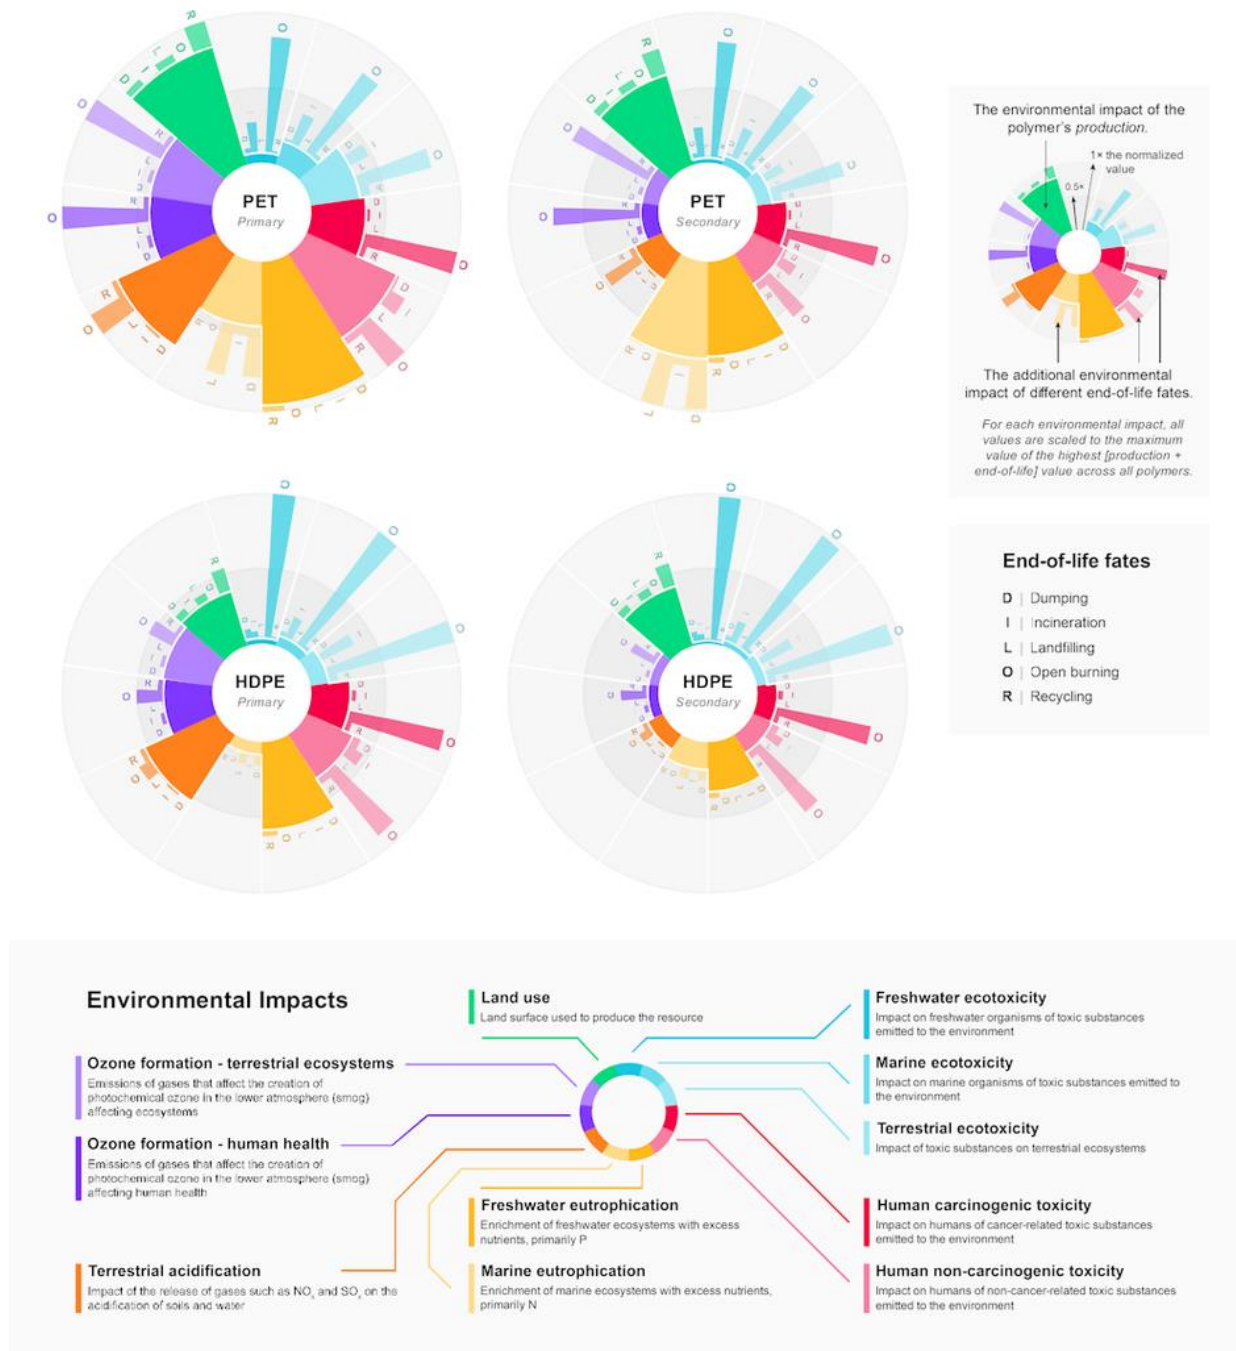 PET
Primary
PET
Secondary
HDPE
Primary
HDPE
Secondary
The environmental impact of the
polymer's production.
1× the normalized
value
0.5×
The additional environmental
impact of different end-of-life fates.
For each environmental impact, all
values are scaled to the maximum
value of the highest [production +
end-of-life] value across all polymers.
End-of-life fates
D | Dumping
I | Incineration
L | Landfilling
O | Open burning
R | Recycling
Environmental Impacts
Land use
Land surface used to produce the resource
Freshwater ecotoxicity
Impact on freshwater organisms of toxic substances
emitted to the environment
Ozone formation - terrestrial ecosystems
Emissions of gases that affect the creation of
photochemical ozone in the lower atmosphere (smog)
affecting ecosystems
Marine ecotoxicity
Impact on marine organisms of toxic substances emitted to
the environment
Ozone formation - human health
Emissions of gases that affect the creation of
photochemical ozone in the lower atmosphere (smog)
affecting human health
Terrestrial ecotoxicity
Impact of toxic substances on terrestrial ecosystems
Freshwater eutrophication
Enrichment of freshwater ecosystems with excess
nutrients, primarily P
Human carcinogenic toxicity
Impact on humans of cancer-related toxic substances
emitted to the environment
Terrestrial acidification
Impact of the release of gases such as NOx and SOx on the
acidification of soils and water
Marine eutrophication
Enrichment of marine ecosystems with excess nutrients,
primarily N
Human non-carcinogenic toxicity
Impact on humans of non-cancer-related toxic substances
emitted to the environment